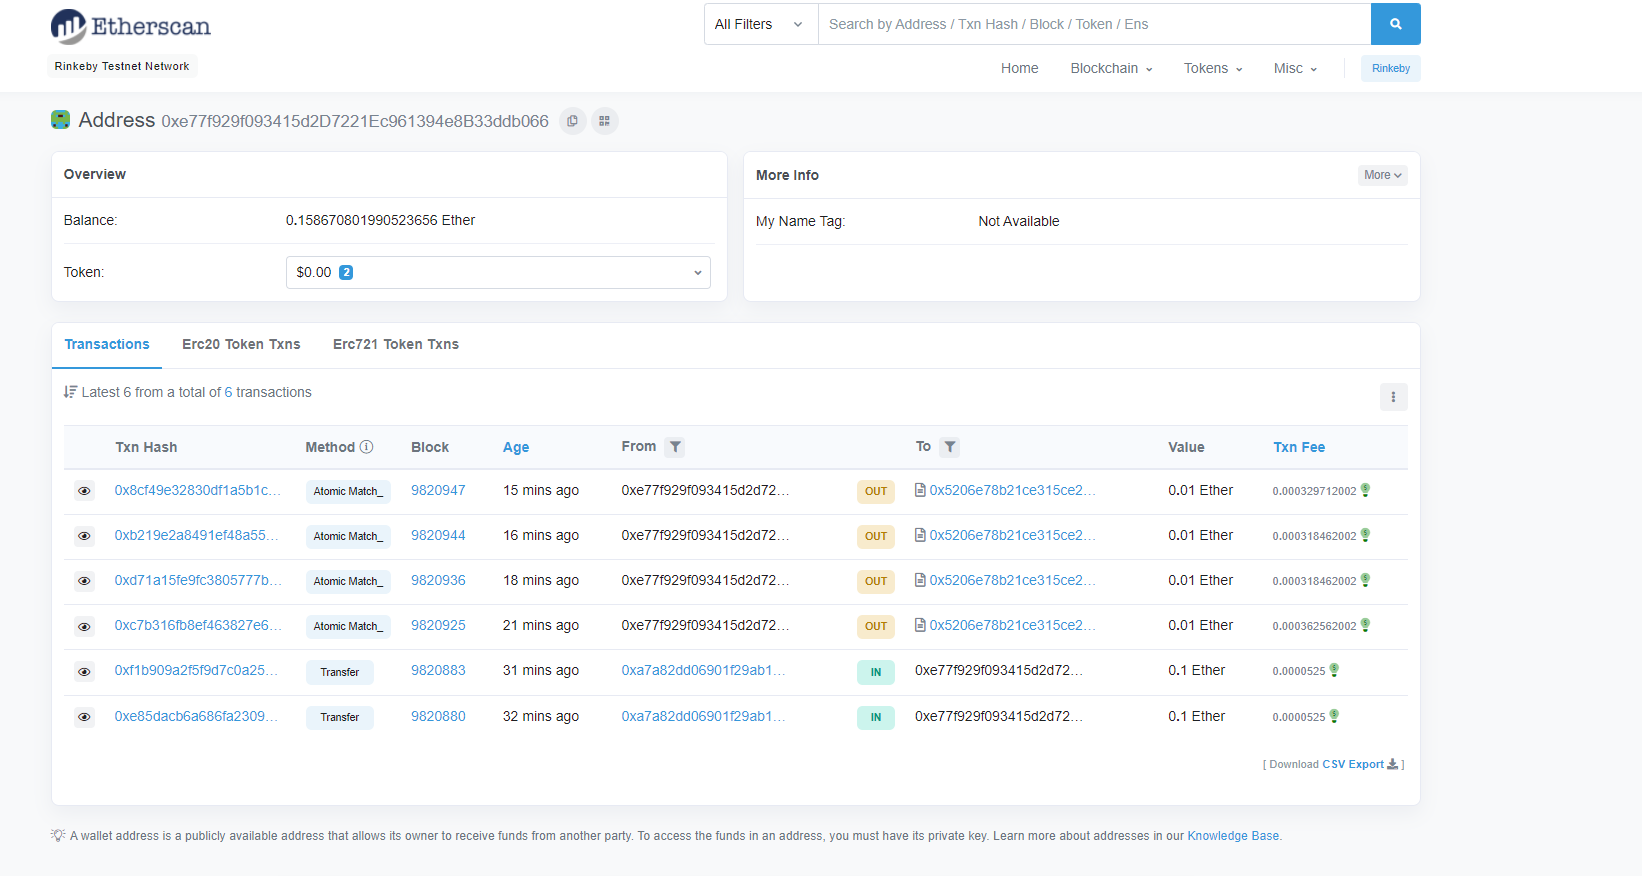 Etherscan
All Filters Search by Address / Txn Hash / Block / Token / Ens
Rinkeby Testnet Network
Home Blockchain Tokens Misc Rinkeby
Address 0xe77f929f093415d2D7221Ec961394e8B33ddb066
Overview
Balance: 0.158670801990523656 Ether
Token: $0.00 2
More Info More
My Name Tag: Not Available
Transactions Erc20 Token Txns Erc721 Token Txns
Latest 6 from a total of 6 transactions
Txn Hash Method Block Age From To Value Txn Fee
0x8cf49e32830df1a5b1c... Atomic Match_ 9820947 15 mins ago 0xe77f929f093415d2d72... OUT 0x5206e78b21ce315ce2... 0.01 Ether 0.000329712002
0xb219e2a8491ef48a55... Atomic Match_ 9820944 16 mins ago 0xe77f929f093415d2d72... OUT 0x5206e78b21ce315ce2... 0.01 Ether 0.000318462002
0xd71a15fe9fc3805777b... Atomic Match_ 9820936 18 mins ago 0xe77f929f093415d2d72... OUT 0x5206e78b21ce315ce2... 0.01 Ether 0.000318462002
0xc7b316fb8ef463827e6... Atomic Match_ 9820925 21 mins ago 0xe77f929f093415d2d72... OUT 0x5206e78b21ce315ce2... 0.01 Ether 0.000362562002
0xf1b909a2f5f9d7c0a25... Transfer 9820883 31 mins ago 0xa7a82dd06901f29ab1... IN 0xe77f929f093415d2d72... 0.1 Ether 0.0000525
0xe85dacb6a686fa2309... Transfer 9820880 32 mins ago 0xa7a82dd06901f29ab1... IN 0xe77f929f093415d2d72... 0.1 Ether 0.0000525
[ Download CSV Export ]
A wallet address is a publicly available address that allows its owner to receive funds from another party. To access the funds in an address, you must have its private key. Learn more about addresses in our Knowledge Base.